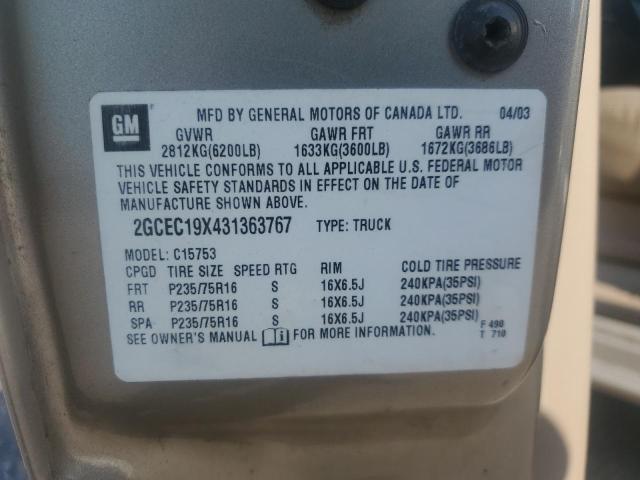 GM MFD BY GENERAL MOTORS OF CANADA LTD. 04/03
GVWR GAWR FRT GAWR RR
2812KG(6200LB) 1633KG(3600LB) 1672KG(3686LB)
THIS VEHICLE CONFORMS TO ALL APPLICABLE U.S. FEDERAL MOTOR
VEHICLE SAFETY STANDARDS IN EFFECT ON THE DATE OF
MANUFACTURE SHOWN ABOVE.
2GCEC19X431363767 TYPE: TRUCK
MODEL: C15753
CPGD TIRE SIZE SPEED RTG RIM COLD TIRE PRESSURE
FRT P235/75R16 S 16X6.5J 240KPA(35PSI)
RR P235/75R16 S 16X6.5J 240KPA(35PSI)
SPA P235/75R16 S 16X6.5J 240KPA(35PSI)
SEE OWNER'S MANUAL FOR MORE INFORMATION. F 490
T 710